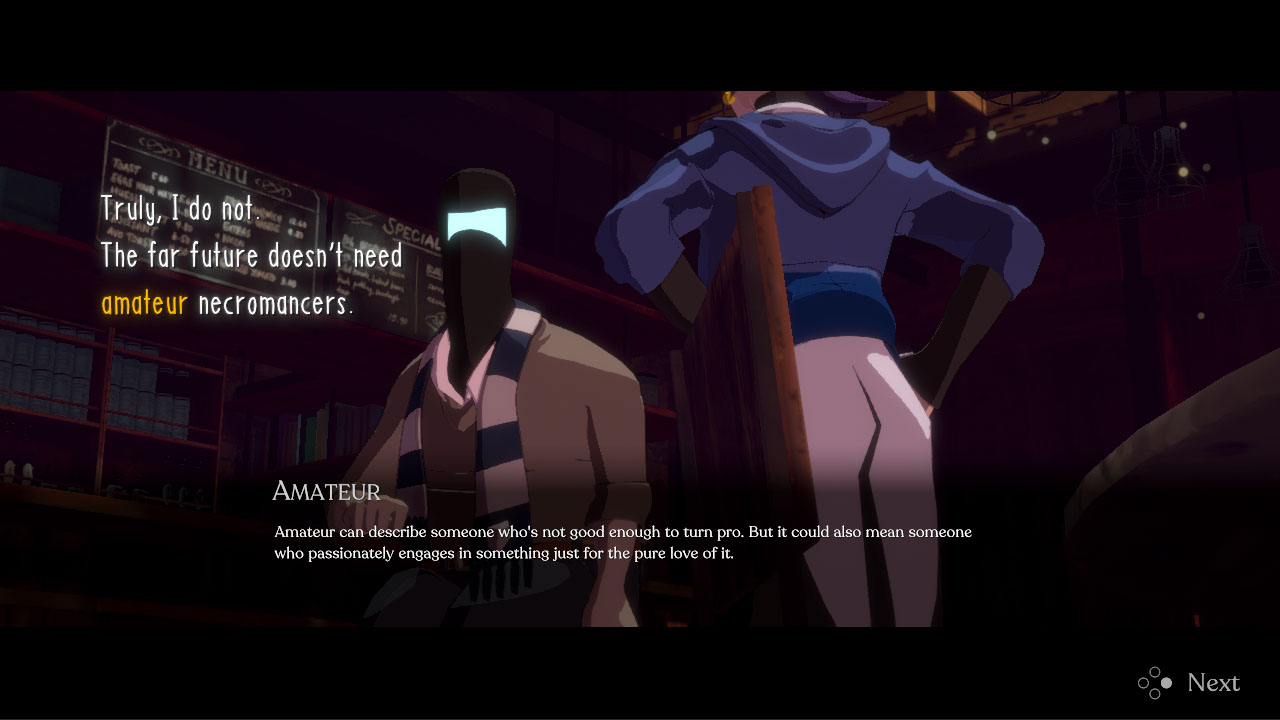 MENU
TOAST
SPECIAL
Truly, I do not.
The far future doesn't need
amateur necromancers.
AMATEUR
Amateur can describe someone who's not good enough to turn pro. But it could also mean someone
who passionately engages in something just for the pure love of it.
Next